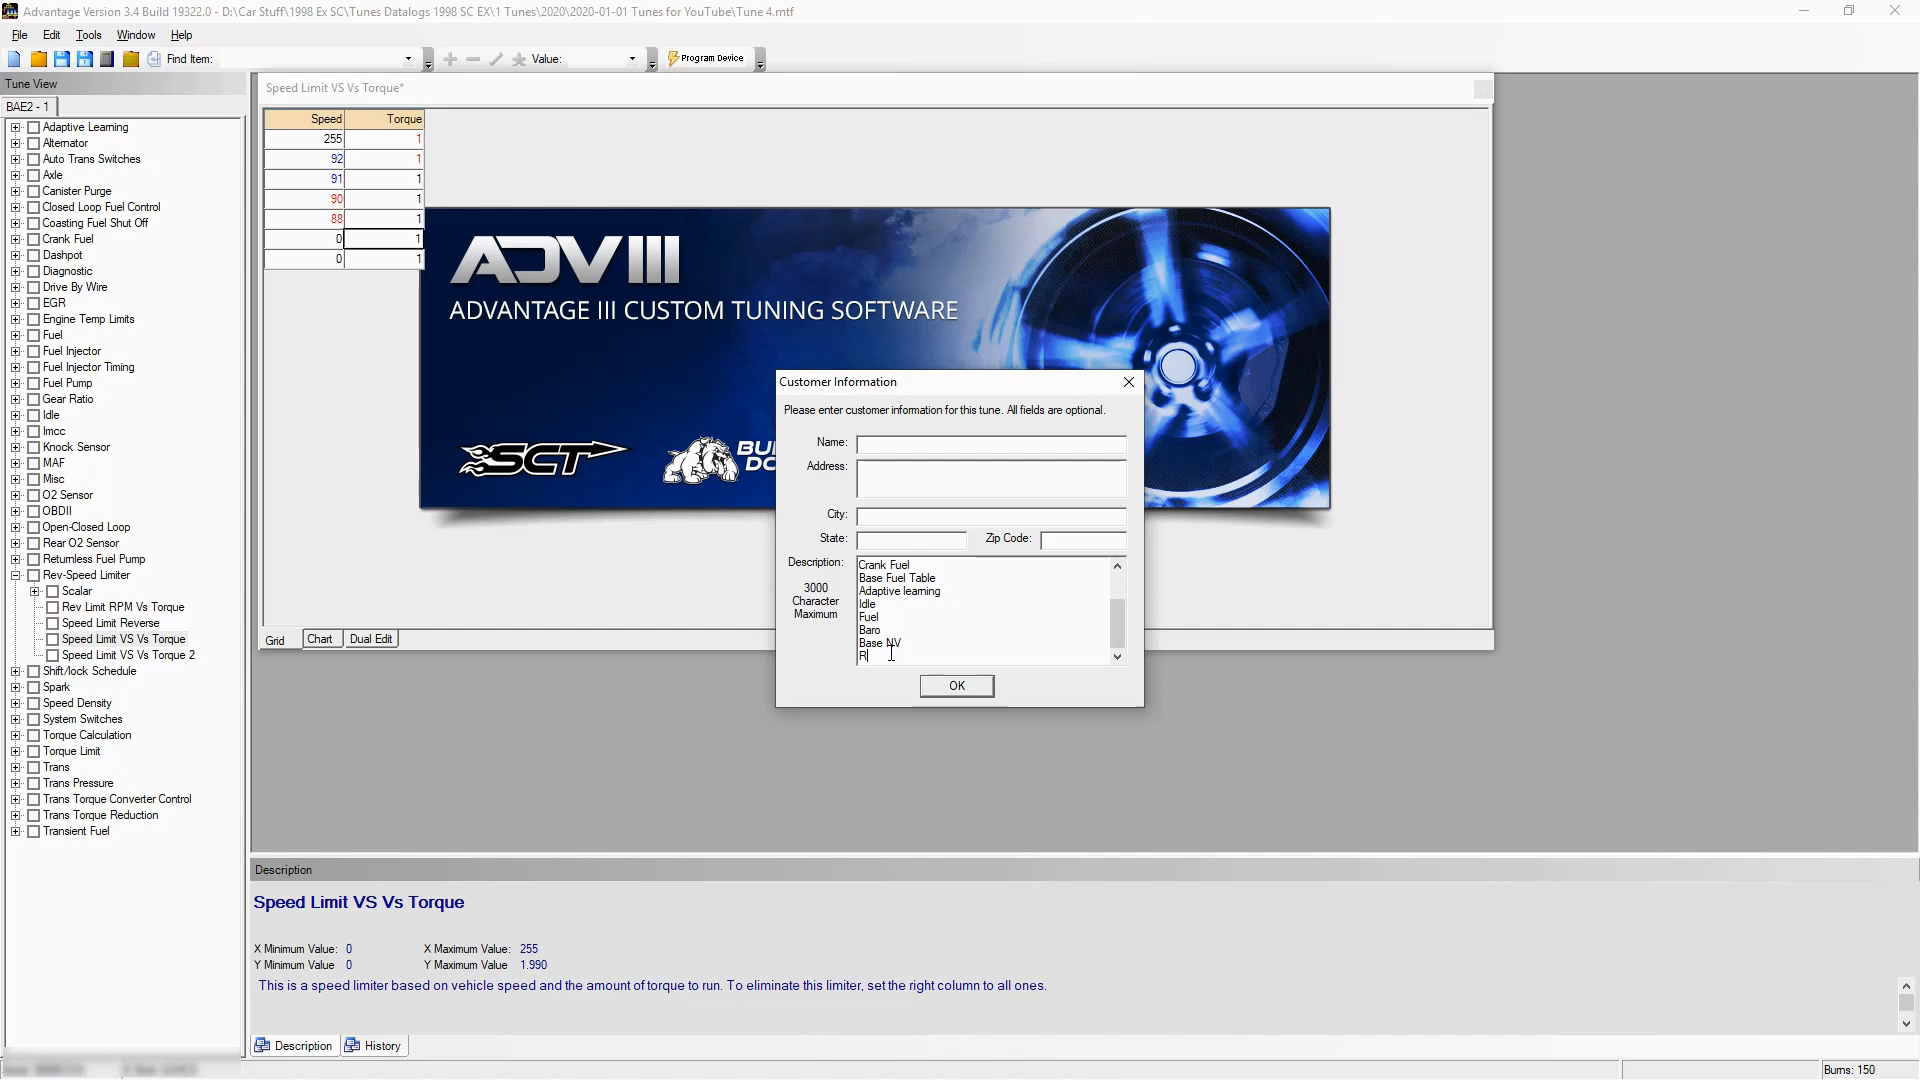 Advantage Version 3.4 Build 19322.0 - D:\Car Stuff\1998 Ex SC\Tunes Datalogs 1998 SC EX\1 Tunes\2020\2020-01-01 Tunes for YouTube\Tune 4.mtf
File Edit Tools Window Help
Find Item: Value: Program Device
Tune View
BAE2 - 1
Adaptive Learning
Alternator
Auto Trans Switches
Axle
Canister Purge
Closed Loop Fuel Control
Coasting Fuel Shut Off
Crank Fuel
Dashpot
Diagnostic
Drive By Wire
EGR
Engine Temp Limits
Fuel
Fuel Injector
Fuel Injector Timing
Fuel Pump
Gear Ratio
Idle
Imcc
Knock Sensor
MAF
Misc
O2 Sensor
OBDII
Open-Closed Loop
Rear O2 Sensor
Returnless Fuel Pump
Rev-Speed Limiter
Scalar
Rev Limit RPM Vs Torque
Speed Limit Reverse
Speed Limit VS Vs Torque
Speed Limit VS Vs Torque 2
Shift/lock Schedule
Spark
Speed Density
System Switches
Torque Calculation
Torque Limit
Trans
Trans Pressure
Trans Torque Converter Control
Trans Torque Reduction
Transient Fuel
Speed Limit VS Vs Torque*
Speed Torque
255 1
92 1
91 1
90 1
88 1
0 1
0 1
ADVIII
ADVANTAGE III CUSTOM TUNING SOFTWARE
SCT
BU
DO
Grid Chart Dual Edit
Customer Information
Please enter customer information for this tune. All fields are optional.
Name:
Address:
City:
State: Zip Code:
Description:
3000
Character
Maximum
Crank Fuel
Base Fuel Table
Adaptive learning
Idle
Fuel
Baro
Base NV
R
OK
Description
Speed Limit VS Vs Torque
X Minimum Value: 0 X Maximum Value: 255
Y Minimum Value 0 Y Maximum Value 1.990
This is a speed limiter based on vehicle speed and the amount of torque to run. To eliminate this limiter, set the right column to all ones.
Description History
Burns: 150